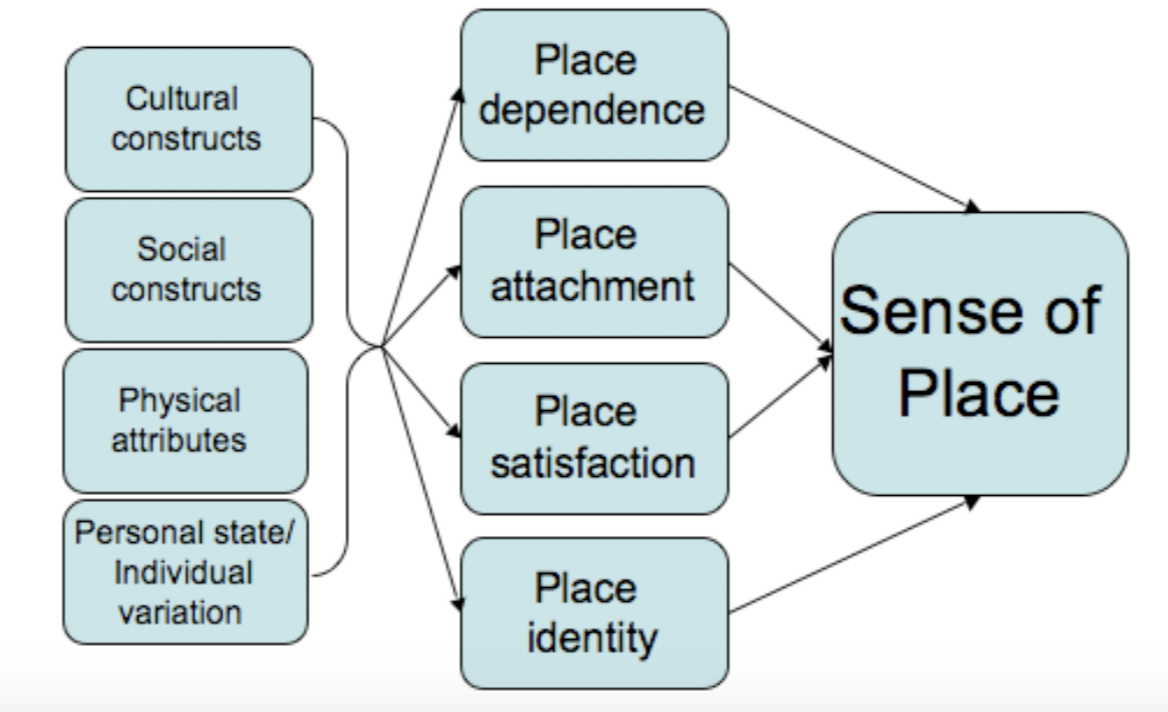 Cultural
constructs
Social
constructs
Physical
attributes
Personal state/
Individual
variation
Place
dependence
Place
attachment
Place
satisfaction
Place
identity
Sense of
Place